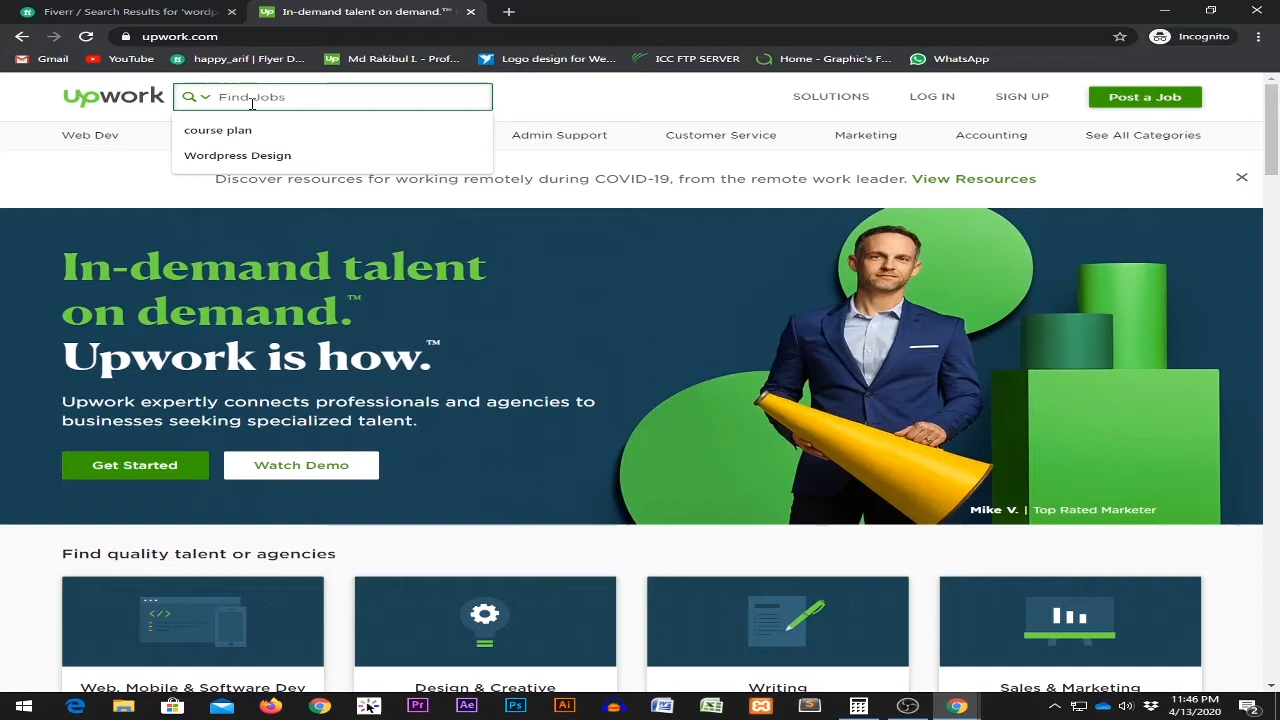 Fiverr / Search Results for 'wordp
In-demand talent on demand.™
upwork.com
Incognito
Gmail
YouTube
happy_arif | Flyer D...
Md Rakibul I. - Prof...
Logo design for We...
ICC FTP SERVER
Home - Graphic's F...
WhatsApp
Upwork
Find Jobs
SOLUTIONS
LOG IN
SIGN UP
Post a Job
course plan
Wordpress Design
Web Dev
Admin Support
Customer Service
Marketing
Accounting
See All Categories
Discover resources for working remotely during COVID-19, from the remote work leader. View Resources
In-demand talent
on demand.™
Upwork is how.™
Upwork expertly connects professionals and agencies to
businesses seeking specialized talent.
Get Started
Watch Demo
Mike V. | Top Rated Marketer
Find quality talent or agencies
Web, Mobile & Software Dev
Design & Creative
Writing
Sales & Marketing
11:46 PM
4/13/2020